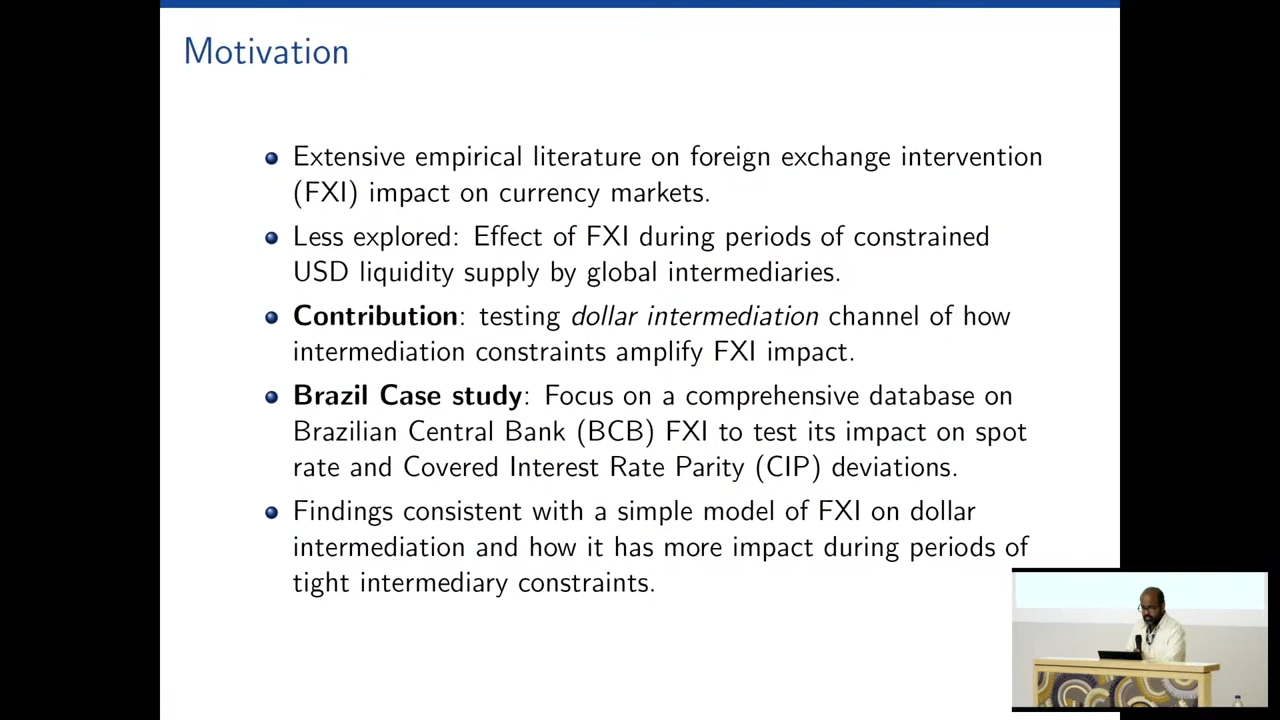 Motivation
Extensive empirical literature on foreign exchange intervention
(FXI) impact on currency markets.
Less explored: Effect of FXI during periods of constrained
USD liquidity supply by global intermediaries.
Contribution: testing dollar intermediation channel of how
intermediation constraints amplify FXI impact.
Brazil Case study: Focus on a comprehensive database on
Brazilian Central Bank (BCB) FXI to test its impact on spot
rate and Covered Interest Rate Parity (CIP) deviations.
Findings consistent with a simple model of FXI on dollar
intermediation and how it has more impact during periods of
tight intermediary constraints.